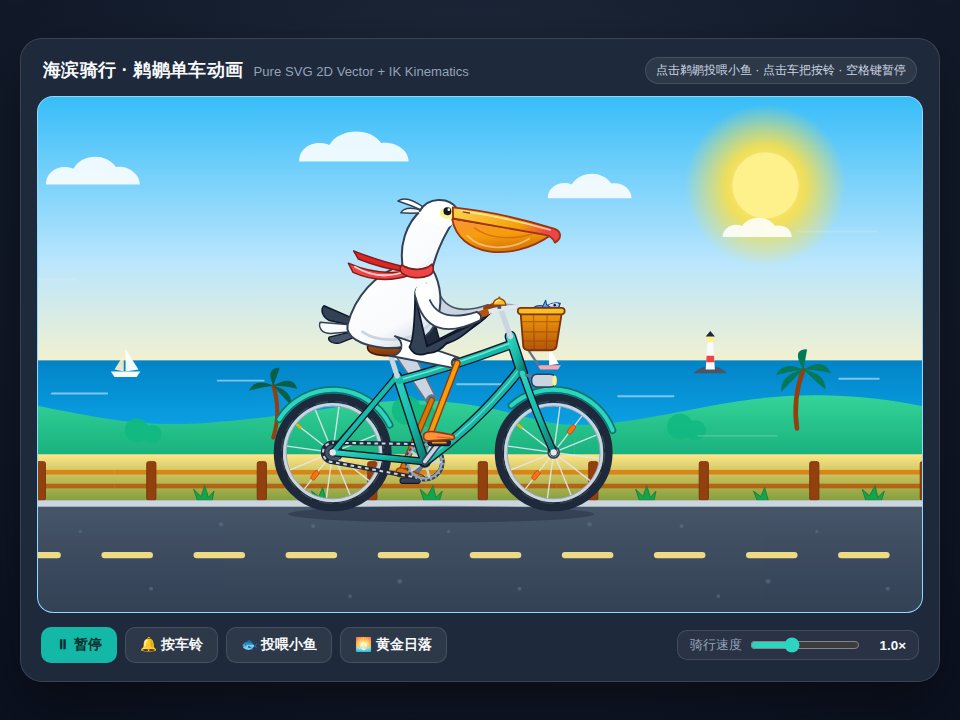 海滨骑行 · 鹈鹕单车动画 Pure SVG 2D Vector + IK Kinematics
点击鹈鹕投喂小鱼 · 点击车把按铃 · 空格键暂停
⏸ 暂停
🔔 按车铃
🐟 投喂小鱼
🌅 黄金日落
骑行速度 1.0×